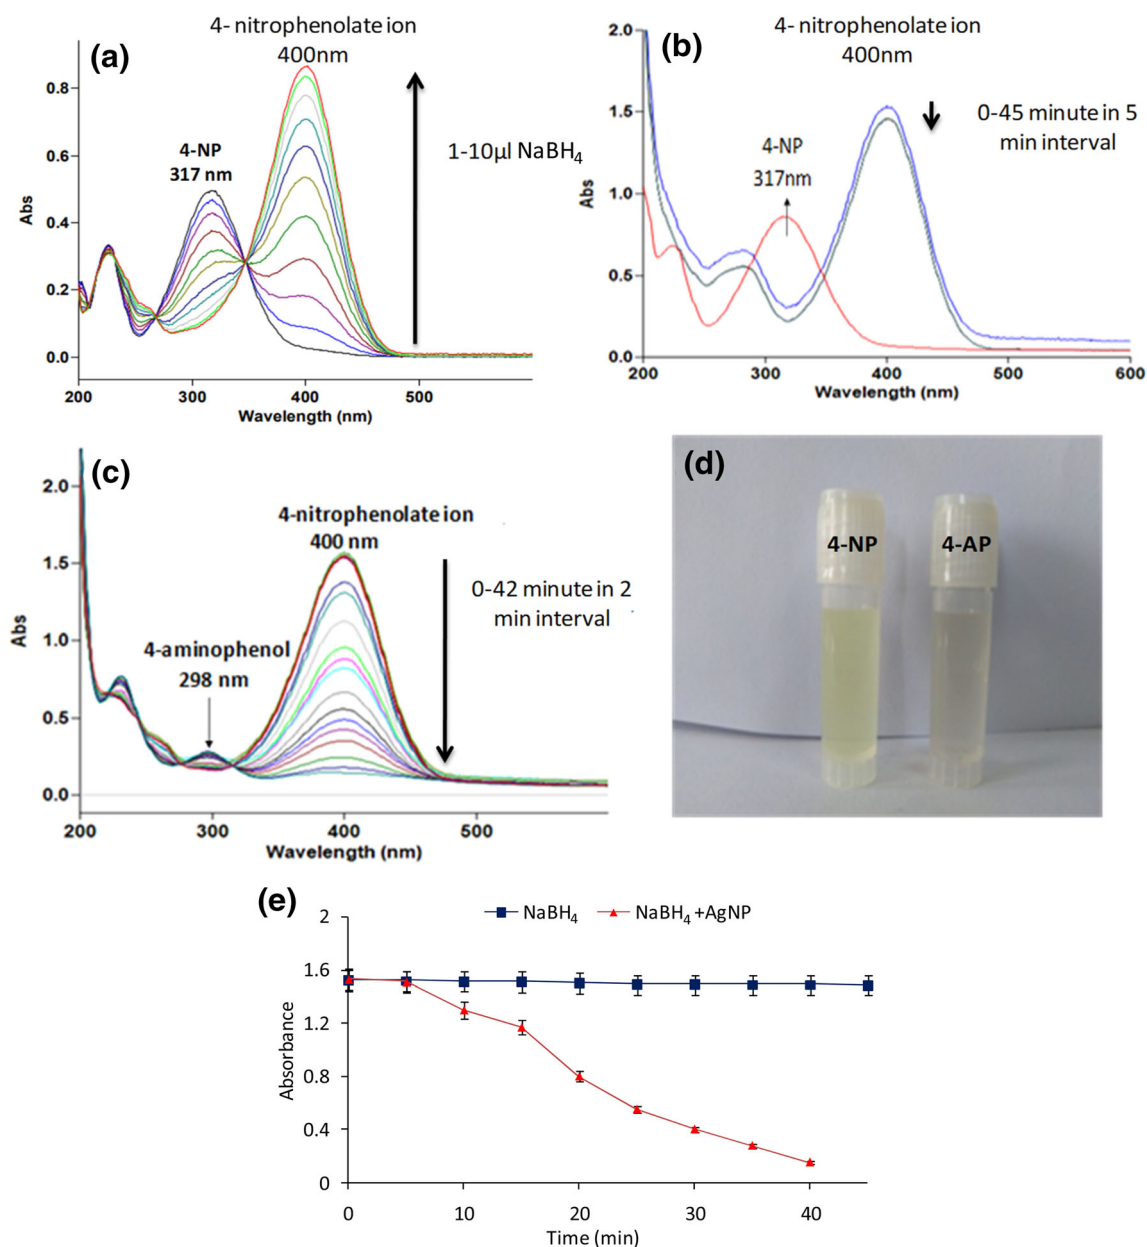 (a)
4- nitrophenolate ion
400nm
4-NP
317 nm
1-10µl NaBH4
Abs
0.8
0.6
0.4
0.2
0.0
200
300
400
500
Wavelength (nm)
(b)
4- nitrophenolate ion
400nm
4-NP
317nm
0-45 minute in 5
min interval
Abs
2.0
1.5
1.0
0.5
0.0
200
300
400
500
600
Wavelength (nm)
(c)
4-nitrophenolate ion
400 nm
4-aminophenol
298 nm
0-42 minute in 2
min interval
Abs
2.0
1.5
1.0
0.5
0.0
200
300
400
500
Wavelength (nm)
(d)
4-NP
4-AP
(e)
NaBH4
NaBH4 +AgNP
Absorbance
2
1.6
1.2
0.8
0.4
0
0
10
20
30
40
Time (min)